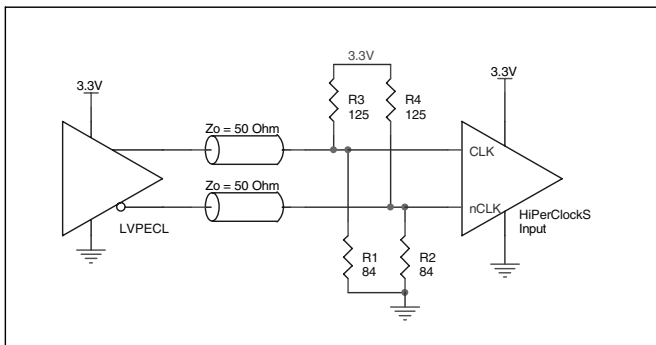 3.3V
3.3V
3.3V
R3
125
R4
125
Zo = 50 Ohm
CLK
Zo = 50 Ohm
nCLK
HiPerClockS
Input
LVPECL
R1
84
R2
84